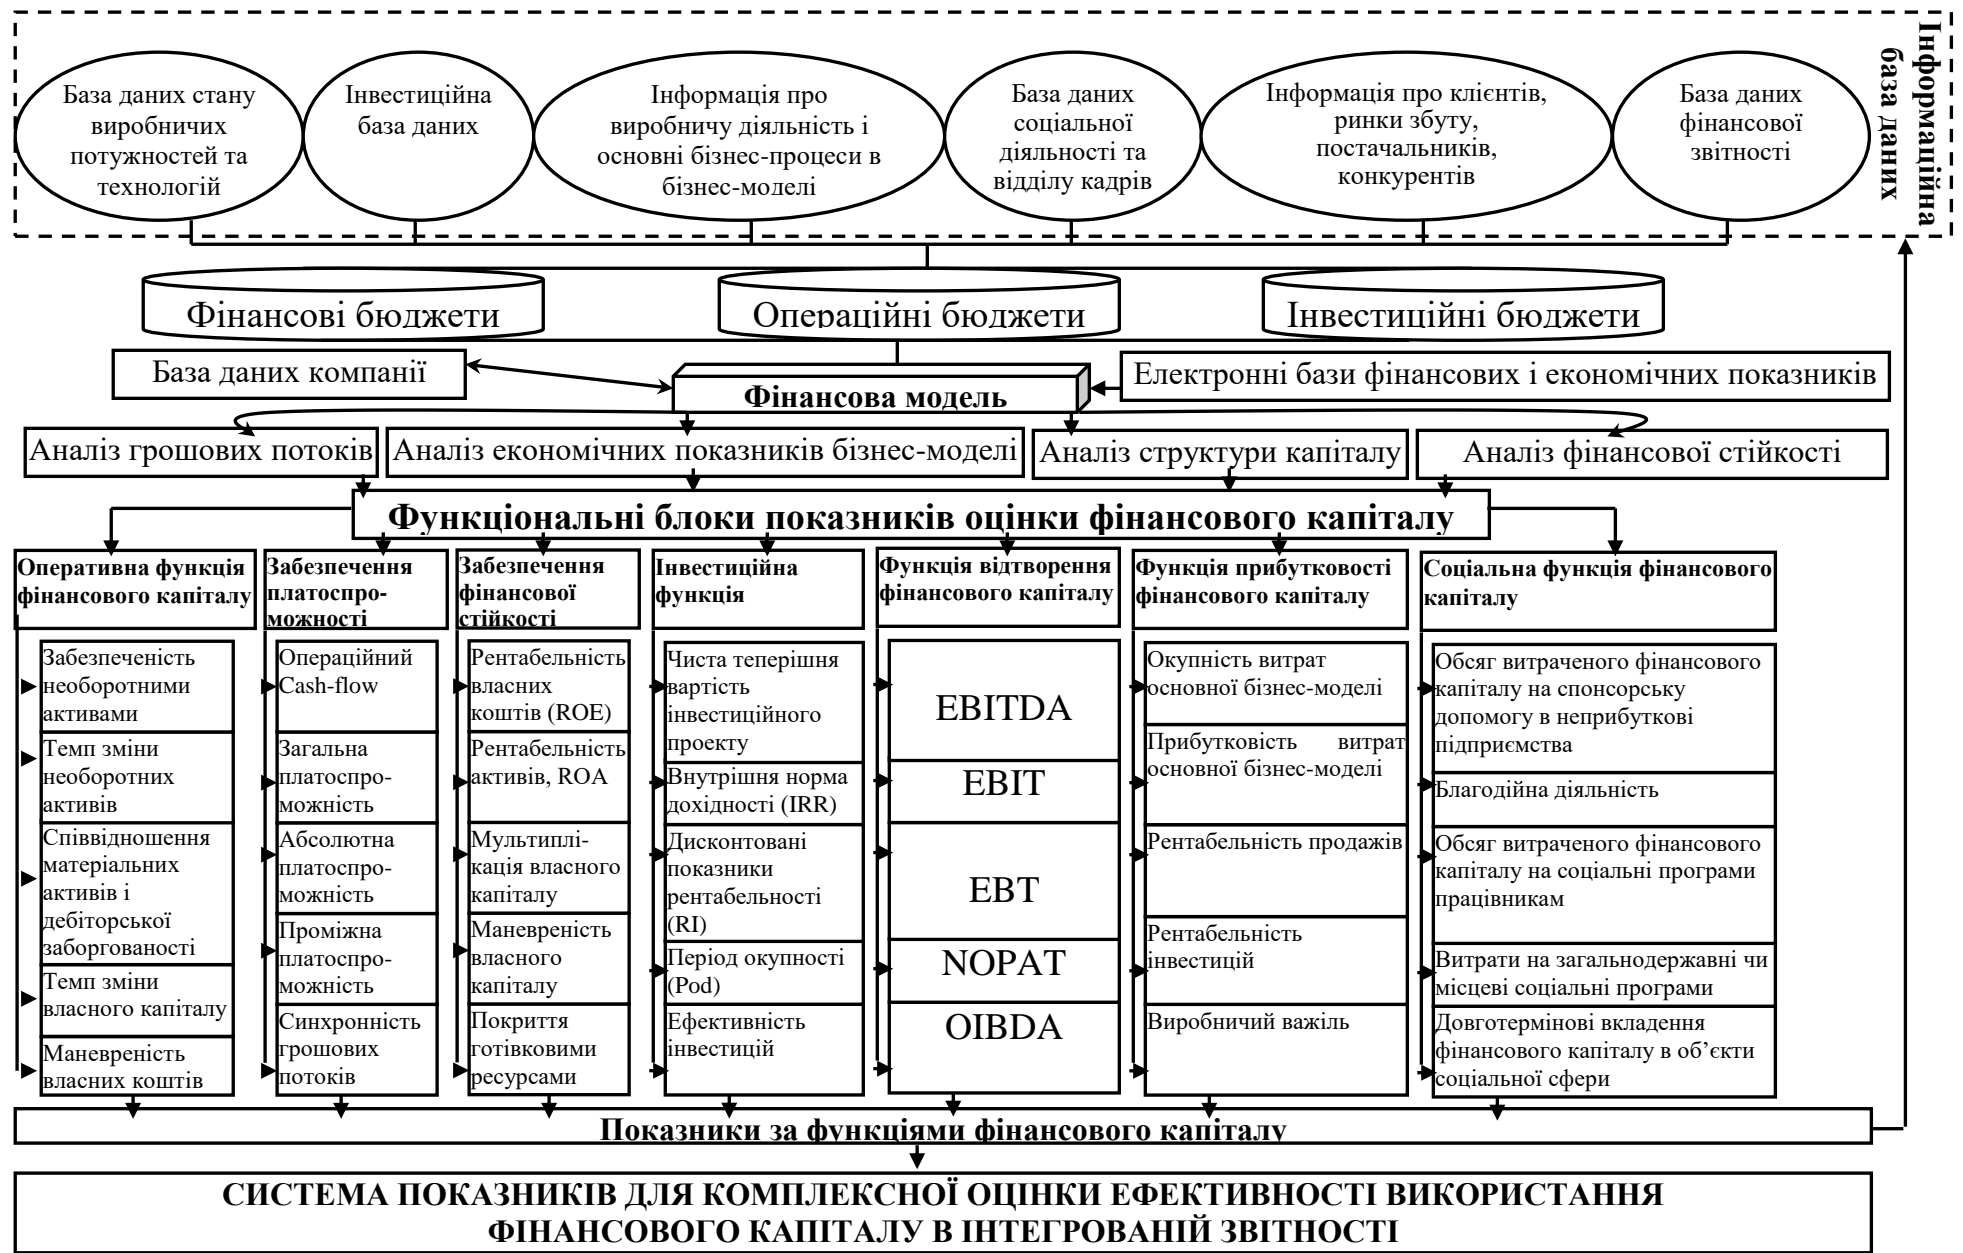 База даних стану
виробничих
потужностей та
технологій
Інвестиційна
база даних
Інформація про
виробничу діяльність і
основні бізнес-процеси в
бізнес-моделі
База даних
соціальної
діяльності та
відділу кадрів
Інформація про клієнтів,
ринки збуту,
постачальників,
конкурентів
База даних
фінансової
звітності
Інформаційна
база даних
Фінансові бюджети
Операційні бюджети
Інвестиційні бюджети
База даних компанії
Фінансова модель
Електронні бази фінансових і економічних показників
Аналіз грошових потоків
Аналіз економічних показників бізнес-моделі
Аналіз структури капіталу
Аналіз фінансової стійкості
Функціональні блоки показників оцінки фінансового капіталу
Оперативна функція
фінансового капіталу
Забезпечення
платоспро-
можності
Забезпечення
фінансової
стійкості
Інвестиційна
функція
Функція відтворення
фінансового капіталу
Функція прибутковості
фінансового капіталу
Соціальна функція фінансового
капіталу
Забезпеченість
необоротними
активами
Темп зміни
необоротних
активів
Співвідношення
матеріальних
активів і
дебіторської
заборгованості
Темп зміни
власного капіталу
Маневреність
власних коштів
Операційний
Cash-flow
Загальна
платоспро-
можність
Абсолютна
платоспро-
можність
Проміжна
платоспро-
можність
Синхронність
грошових
потоків
Рентабельність
власних
коштів (ROE)
Рентабельність
активів, ROA
Мультиплі-
кація власного
капіталу
Маневреність
власного
капіталу
Покриття
готівковими
ресурсами
Чиста теперішня
вартість
інвестиційного
проекту
Внутрішня норма
дохідності (IRR)
Дисконтовані
показники
рентабельності
(RI)
Період окупності
(Pod)
Ефективність
інвестицій
EBITDA
EBIT
EBT
NOPAT
OIBDA
Окупність витрат
основної бізнес-моделі
Прибутковість витрат
основної бізнес-моделі
Рентабельність продажів
Рентабельність
інвестицій
Виробничий важіль
Обсяг витраченого фінансового
капіталу на спонсорську
допомогу в неприбуткові
підприємства
Благодійна діяльність
Обсяг витраченого фінансового
капіталу на соціальні програми
працівникам
Витрати на загальнодержавні чи
місцеві соціальні програми
Довготермінові вкладення
фінансового капіталу в об’єкти
соціальної сфери
Показники за функціями фінансового капіталу
СИСТЕМА ПОКАЗНИКІВ ДЛЯ КОМПЛЕКСНОЇ ОЦІНКИ ЕФЕКТИВНОСТІ ВИКОРИСТАННЯ
ФІНАНСОВОГО КАПІТАЛУ В ІНТЕГРОВАНІЙ ЗВІТНОСТІ